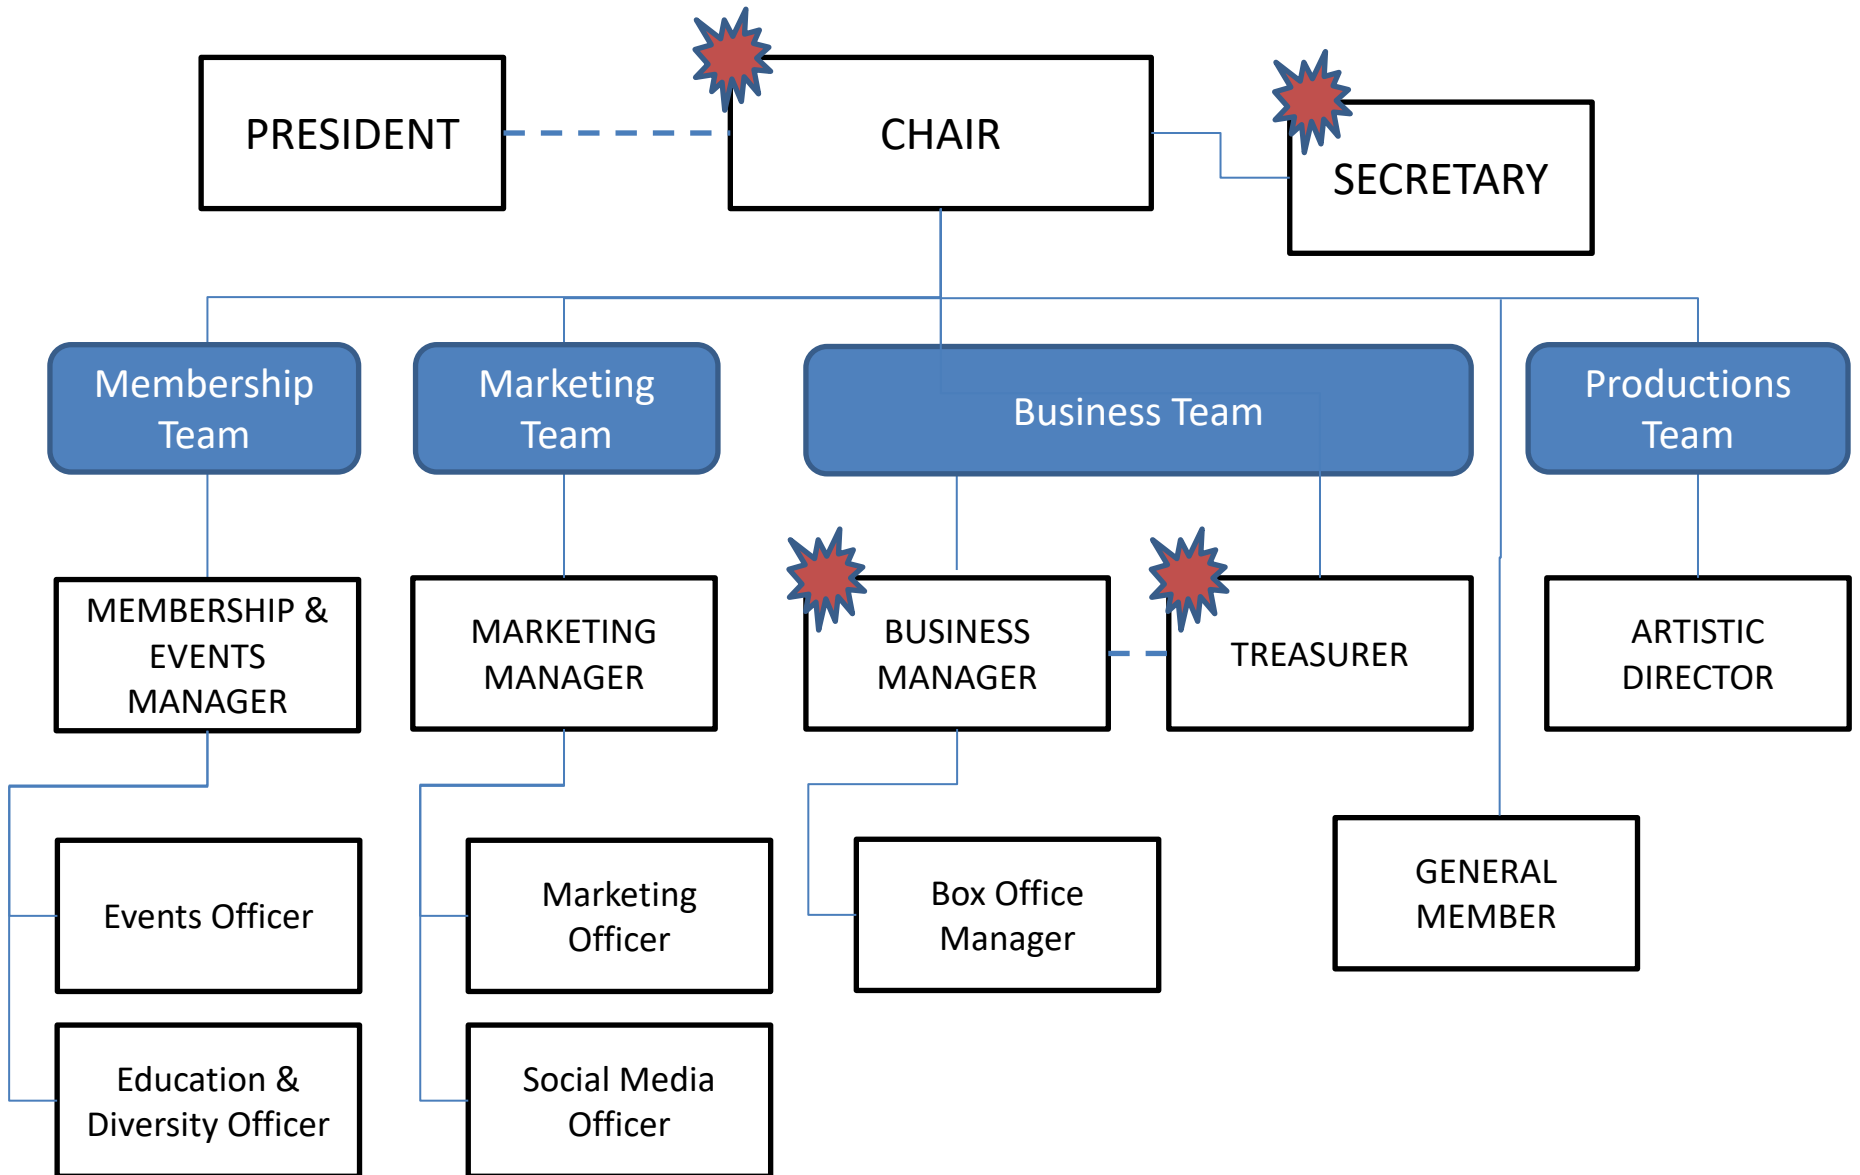 PRESIDENT
CHAIR
SECRETARY
Membership
Team
Marketing
Team
Business Team
Productions
Team
MEMBERSHIP &
EVENTS
MANAGER
MARKETING
MANAGER
BUSINESS
MANAGER
TREASURER
ARTISTIC
DIRECTOR
Events Officer
Marketing
Officer
Box Office
Manager
GENERAL
MEMBER
Education &
Diversity Officer
Social Media
Officer